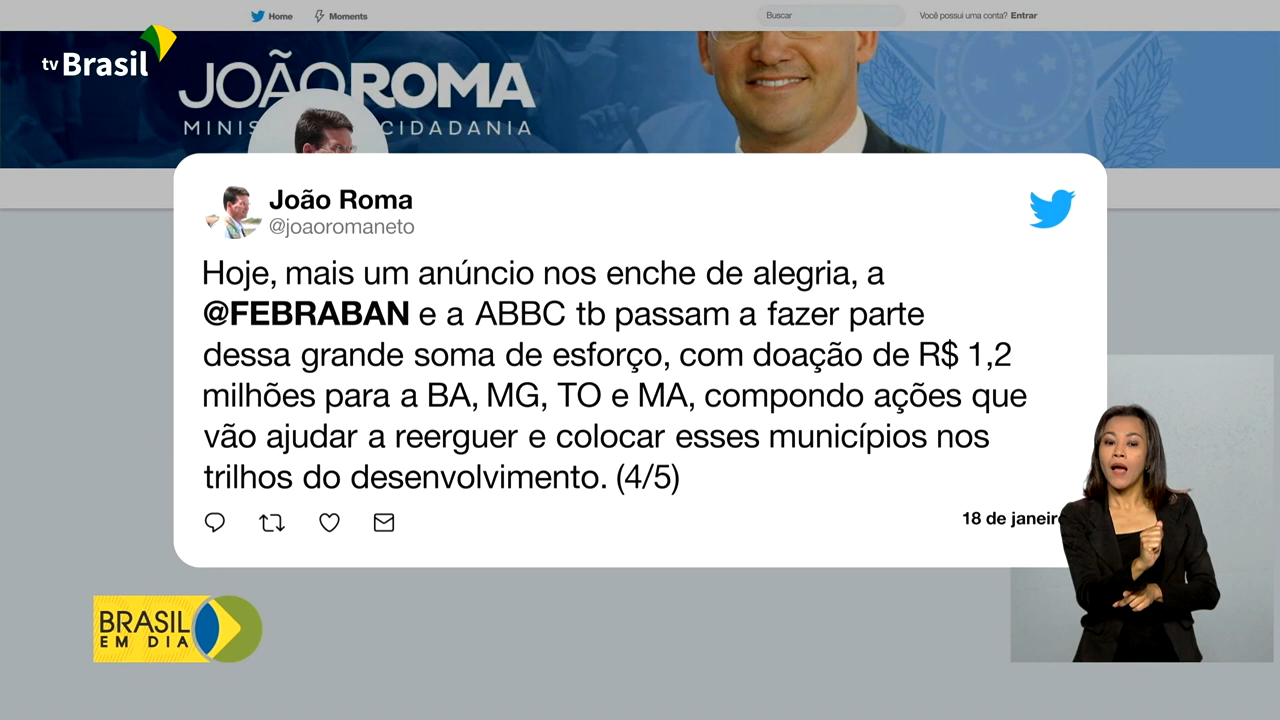 Home
Moments
Buscar
Você possui uma conta? Entrar
tv Brasil
JOÃO ROMA
CIDADANIA
João Roma
@joaoromaneto
Hoje, mais um anúncio nos enche de alegria, a
@FEBRABAN e a ABBC tb passam a fazer parte
dessa grande soma de esforço, com doação de R$ 1,2
milhões para a BA, MG, TO e MA, compondo ações que
vão ajudar a reerguer e colocar esses municípios nos
trilhos do desenvolvimento. (4/5)
18 de janeiro
BRASIL
EM DIA